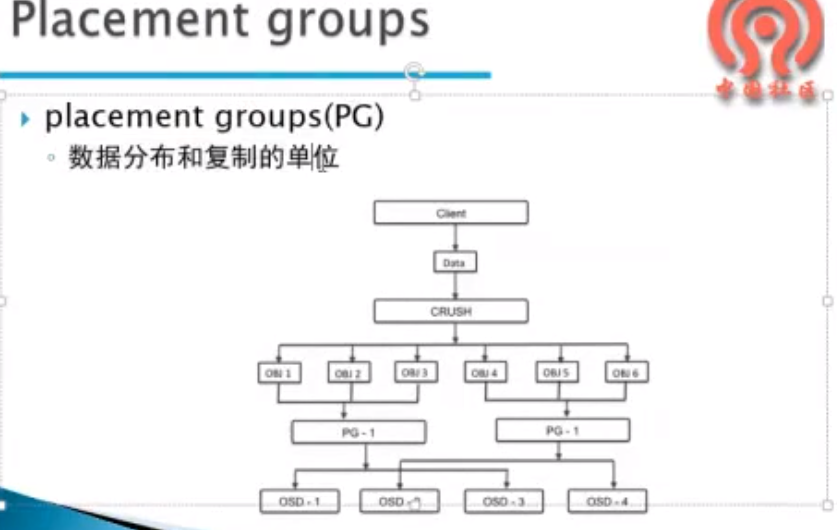 Placement groups
中国社区
placement groups(PG)
数据分布和复制的单位
Client
Data
CRUSH
OBJ 1 OBJ 2 OBJ 3 OBJ 4 OBJ 5 OBJ 6
PG - 1 PG - 1
OSD - 1 OSD - OSD - 3 OSD - 4